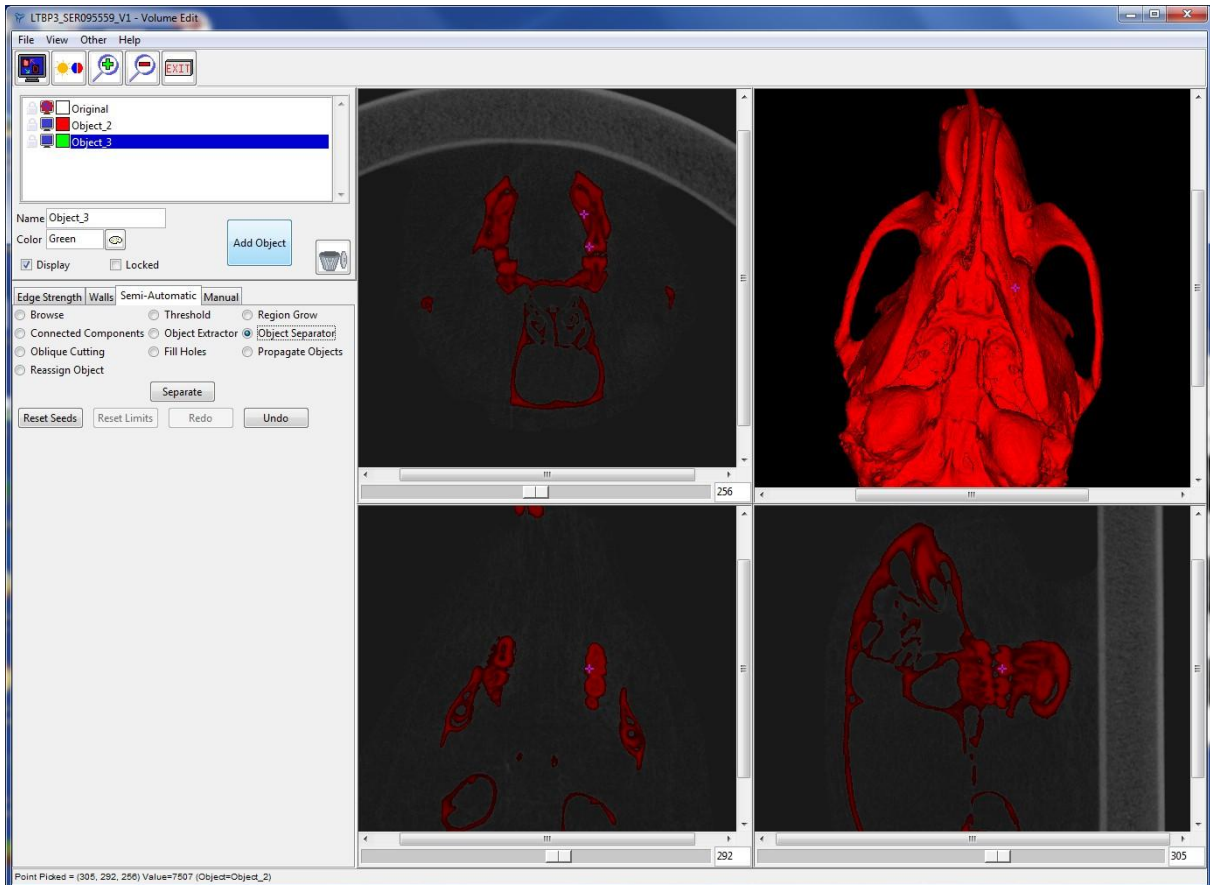 LTBP3_SER095559_V1 - Volume Edit
File View Other Help
EXIT
Original
Object_2
Object_3
Name Object_3
Color Green
Add Object
Display Locked
Edge Strength Walls Semi-Automatic Manual
Browse Threshold Region Grow
Connected Components Object Extractor Object Separator
Oblique Cutting Fill Holes Propagate Objects
Reassign Object
Separate
Reset Seeds Reset Limits Redo Undo
256
292
305
Point Picked = (305, 292, 256) Value=7507 (Object=Object_2)